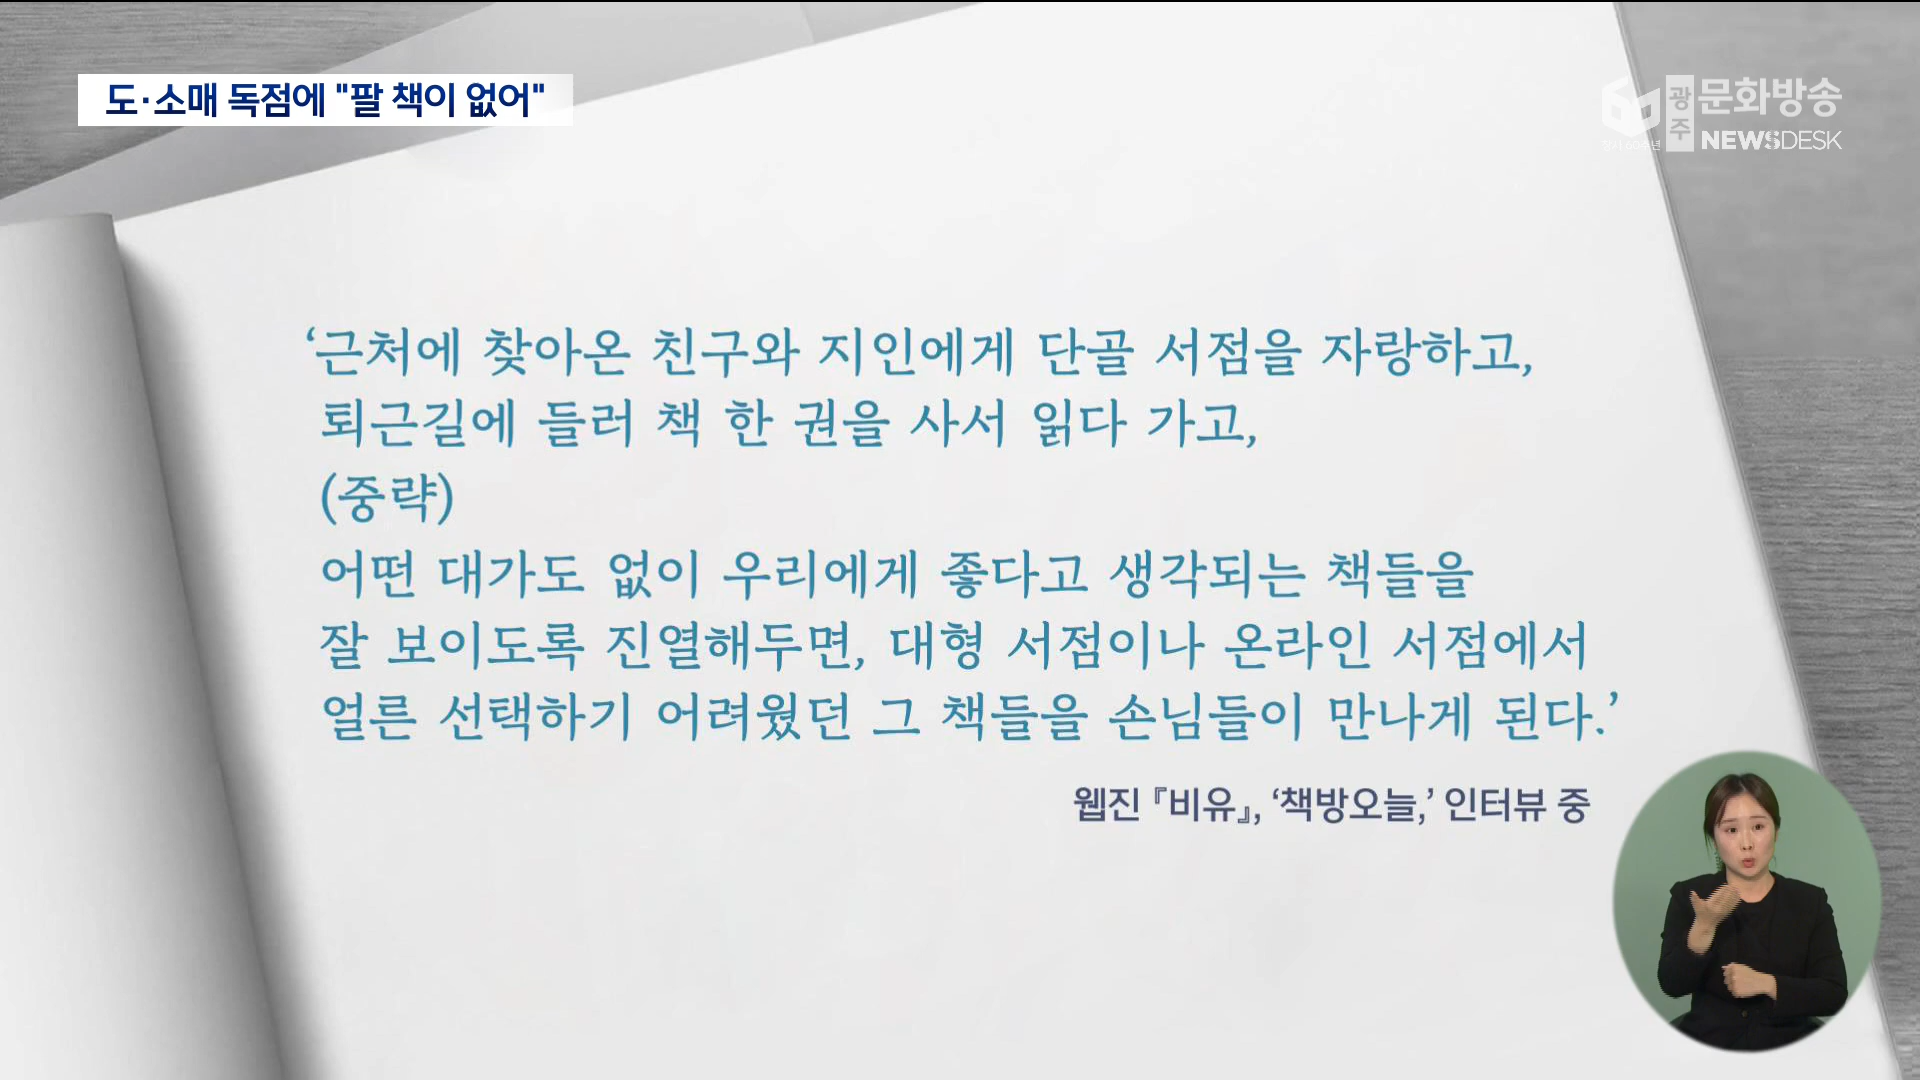 도·소매 독점에 "팔 책이 없어"
광주 문화방송
NEWSDESK
‘근처에 찾아온 친구와 지인에게 단골 서점을 자랑하고,
퇴근길에 들러 책 한 권을 사서 읽다 가고,
(중략)
어떤 대가도 없이 우리에게 좋다고 생각되는 책들을
잘 보이도록 진열해두면, 대형 서점이나 온라인 서점에서
얼른 선택하기 어려웠던 그 책들을 손님들이 만나게 된다.’
웹진 『비유』, ‘책방오늘,’ 인터뷰 중